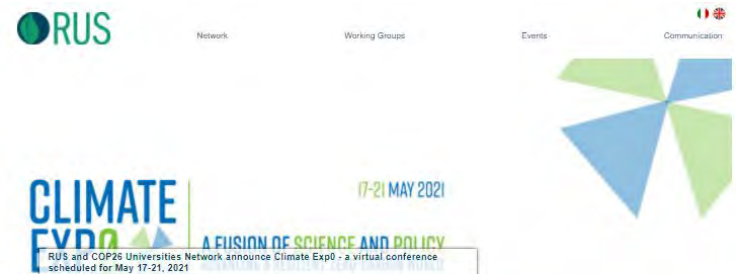 RUS
Network Working Groups Events Communication
17-21 MAY 2021
CLIMATE
EXP0
A FUSION OF SCIENCE AND POLICY
RUS and COP26 Universities Network announce Climate Exp0 - a virtual conference
scheduled for May 17-21, 2021